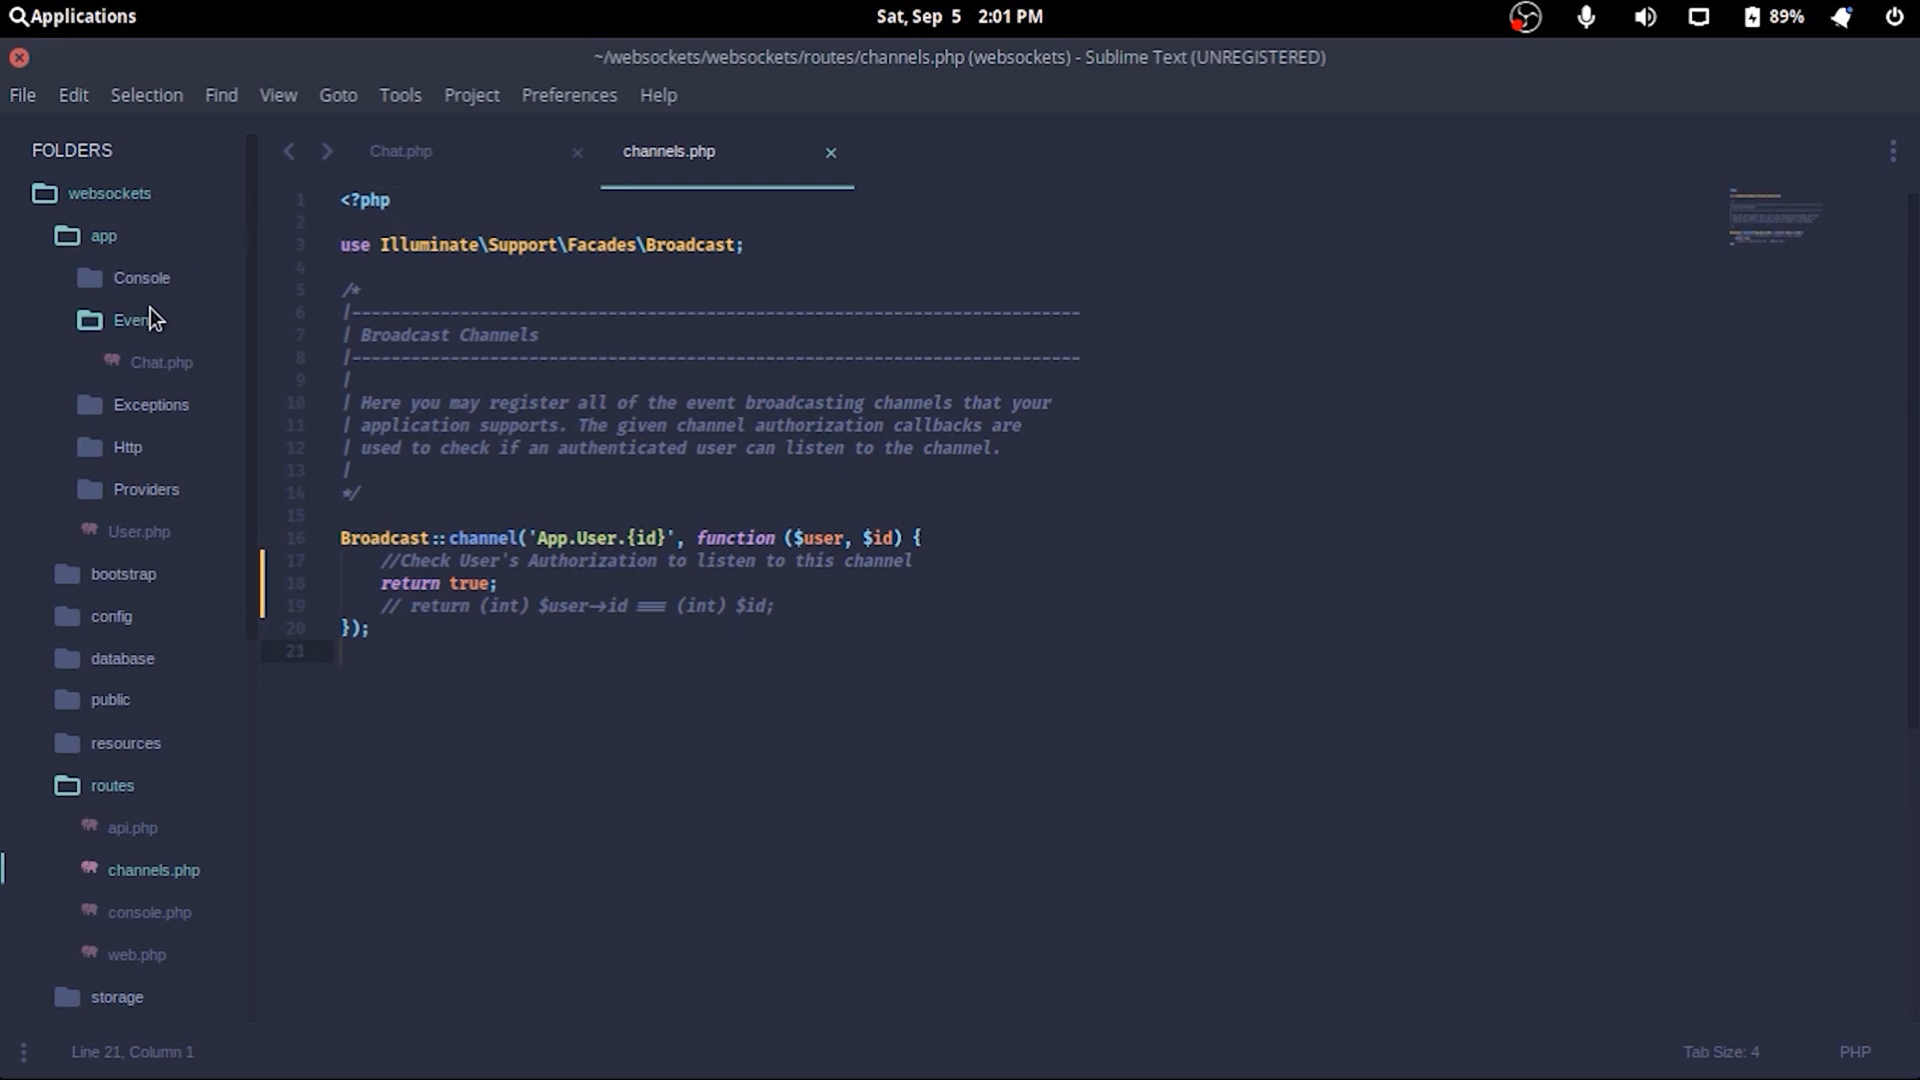 Applications
Sat, Sep 5 2:01 PM
89%
~/websockets/websockets/routes/channels.php (websockets) - Sublime Text (UNREGISTERED)
File Edit Selection Find View Goto Tools Project Preferences Help
FOLDERS
websockets
app
Console
Chat.php
Exceptions
Http
Providers
User.php
bootstrap
config
database
public
resources
routes
api.php
channels.php
console.php
web.php
storage
Chat.php
channels.php
1 <?php
2
3 use Illuminate\Support\Facades\Broadcast;
4
5 /*
6 |--------------------------------------------------------------------------
7 | Broadcast Channels
8 |--------------------------------------------------------------------------
9 |
10 | Here you may register all of the event broadcasting channels that your
11 | application supports. The given channel authorization callbacks are
12 | used to check if an authenticated user can listen to the channel.
13 |
14 */
15
16 Broadcast::channel('App.User.{id}', function ($user, $id) {
17 //Check User's Authorization to listen to this channel
18 return true;
19 // return (int) $user->id === (int) $id;
20 });
21
Line 21, Column 1
Tab Size: 4
PHP